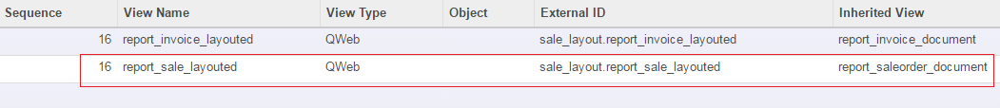 Sequence View Name View Type Object External ID Inherited View
16 report_invoice_layouted QWeb sale_layout.report_invoice_layouted report_invoice_document
16 report_sale_layouted QWeb sale_layout.report_sale_layouted report_saleorder_document